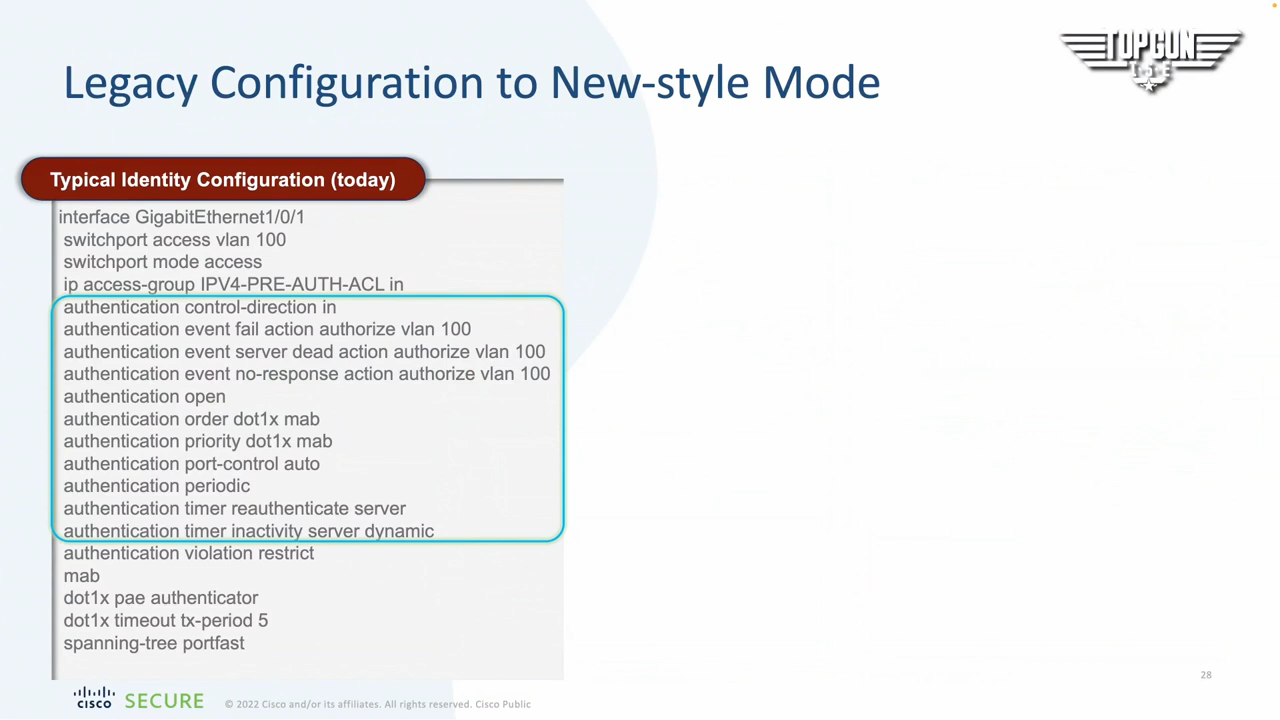 TOPGUN
ISE
Legacy Configuration to New-style Mode
Typical Identity Configuration (today)
interface GigabitEthernet1/0/1
switchport access vlan 100
switchport mode access
ip access-group IPV4-PRE-AUTH-ACL in
authentication control-direction in
authentication event fail action authorize vlan 100
authentication event server dead action authorize vlan 100
authentication event no-response action authorize vlan 100
authentication open
authentication order dot1x mab
authentication priority dot1x mab
authentication port-control auto
authentication periodic
authentication timer reauthenticate server
authentication timer inactivity server dynamic
authentication violation restrict
mab
dot1x pae authenticator
dot1x timeout tx-period 5
spanning-tree portfast
28
CISCO SECURE © 2022 Cisco and/or its affiliates. All rights reserved. Cisco Public